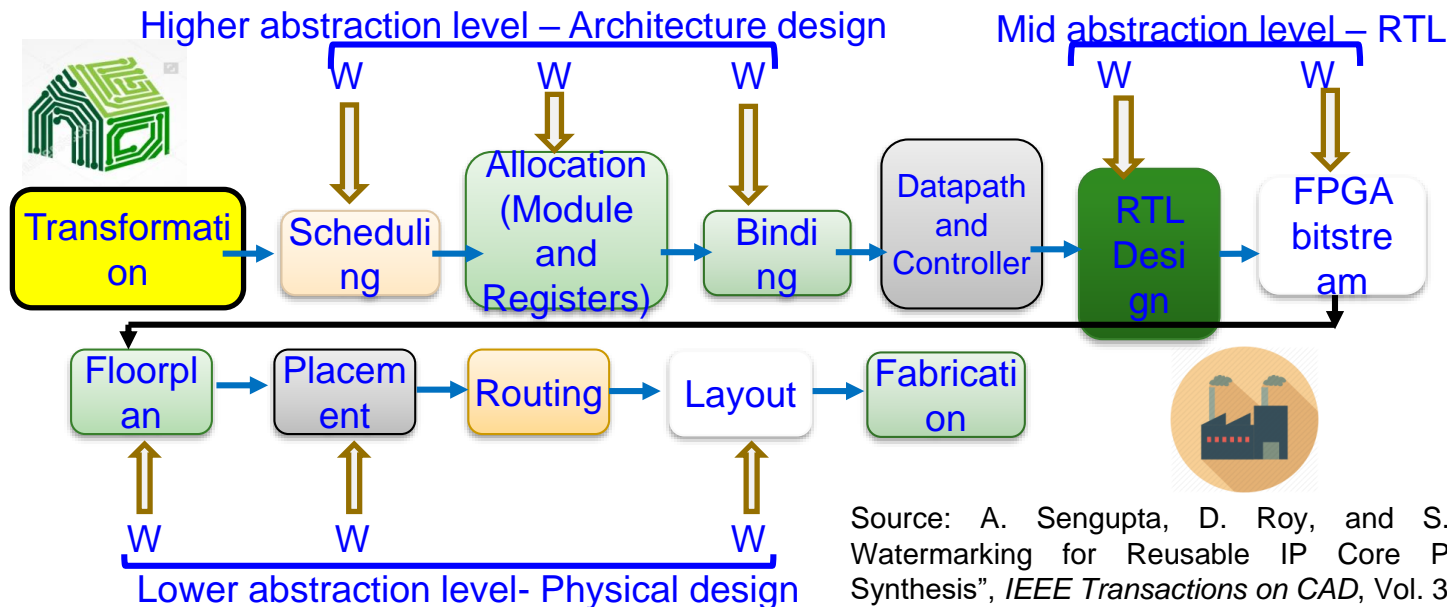 Higher abstraction level – Architecture design
Mid abstraction level – RTL
W
W
W
W
W
Transformati
on
Scheduli
ng
Allocation
(Module
and
Registers)
Bindi
ng
Datapath
and
Controller
RTL
Desi
gn
FPGA
bitstre
am
Floorpl
an
Placem
ent
Routing
Layout
Fabricati
on
W
W
W
Lower abstraction level- Physical design
Source: A. Sengupta, D. Roy, and S.
Watermarking for Reusable IP Core P
Synthesis”, IEEE Transactions on CAD, Vol. 3